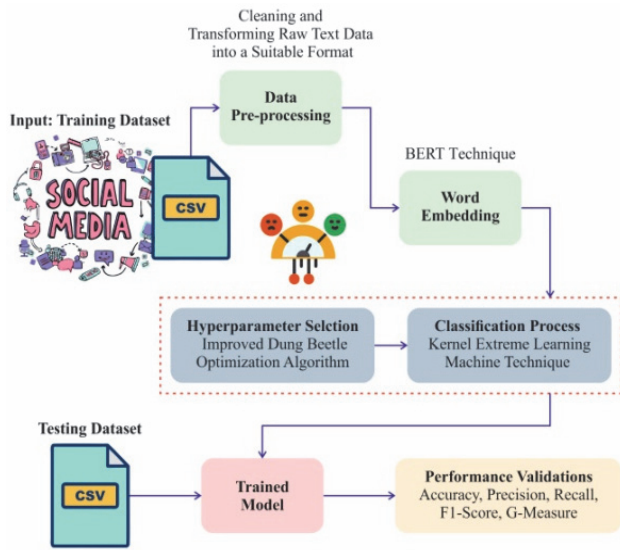 Cleaning and
Transforming Raw Text Data
into a Suitable Format
Data
Pre-processing
Input: Training Dataset
SOCIAL
MEDIA
CSV
BERT Technique
Word
Embedding
Hyperparameter Selction
Improved Dung Beetle
Optimization Algorithm
Classification Process
Kernel Extreme Learning
Machine Technique
Testing Dataset
CSV
Trained
Model
Performance Validations
Accuracy, Precision, Recall,
F1-Score, G-Measure